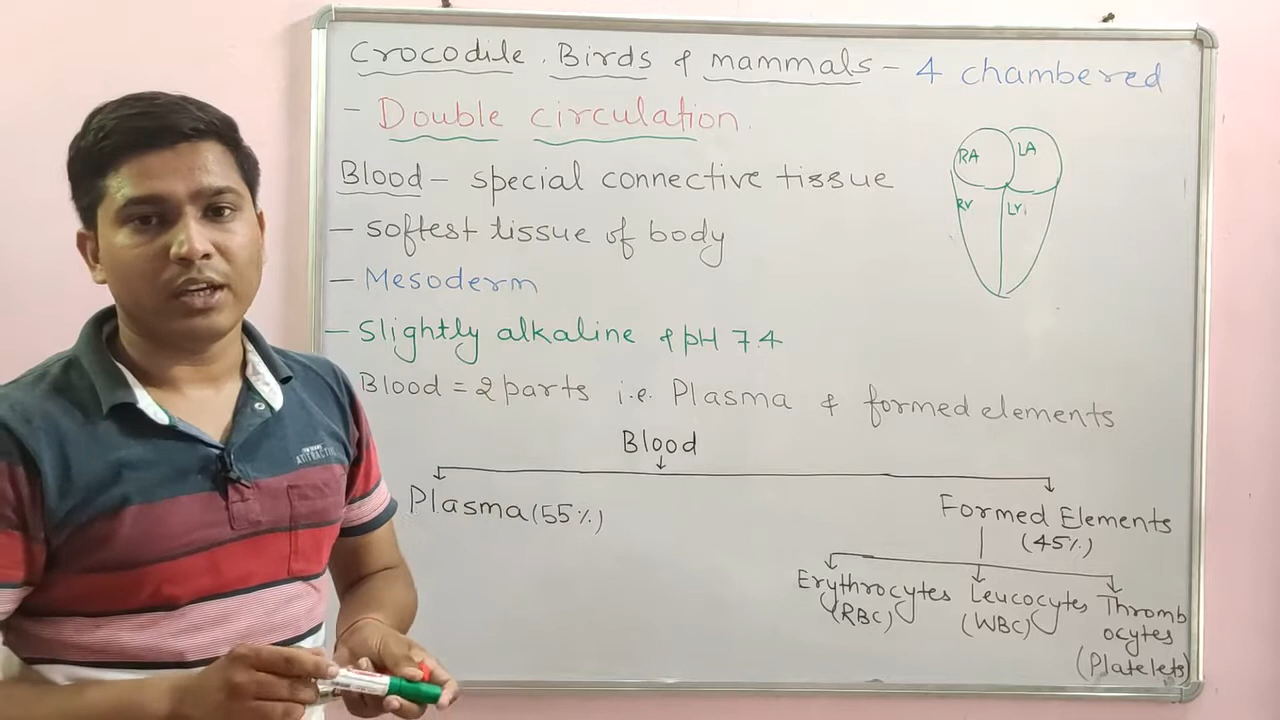 Crocodile, Birds & mammals - 4 chambered
- Double circulation.
RA LA
Rv Lv.
Blood - special connective tissue
- softest tissue of body
- Mesoderm
- Slightly alkaline & pH 7.4
Blood = 2 parts i.e. Plasma & formed elements
Blood
Plasma (55%)
Formed Elements
(45%)
Erythrocytes
(RBC)
Leucocytes
(WBC)
Thromb
ocytes
(Platelets)
ATTRACTIVE